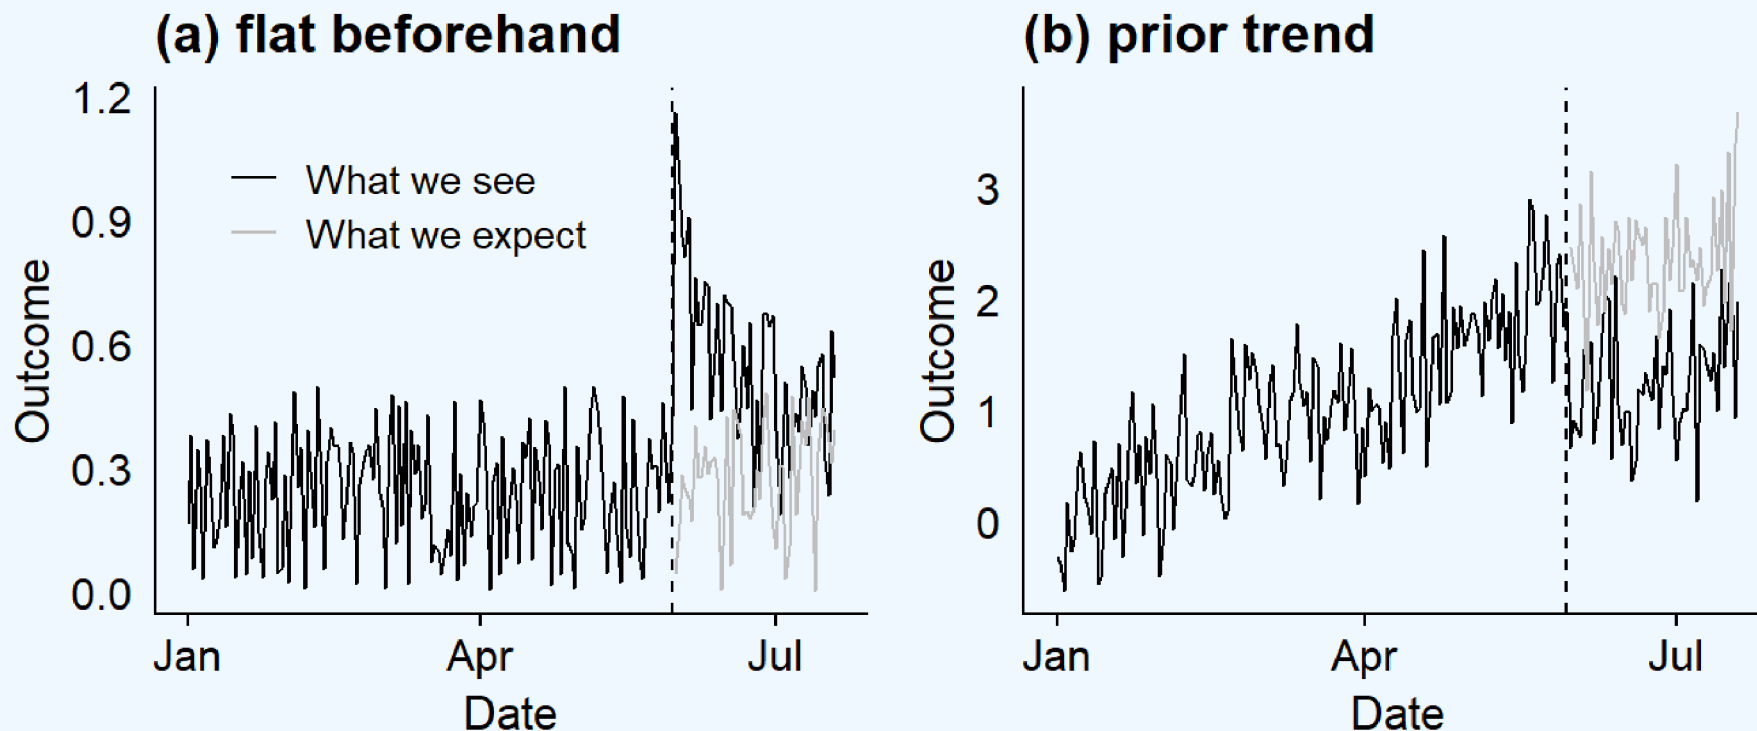 (a) flat beforehand
1.2
0.9
0.6
0.3
0.0
Outcome
What we see
What we expect
Jan
Apr
Jul
Date
(b) prior trend
3
2
1
0
Outcome
Jan
Apr
Jul
Date